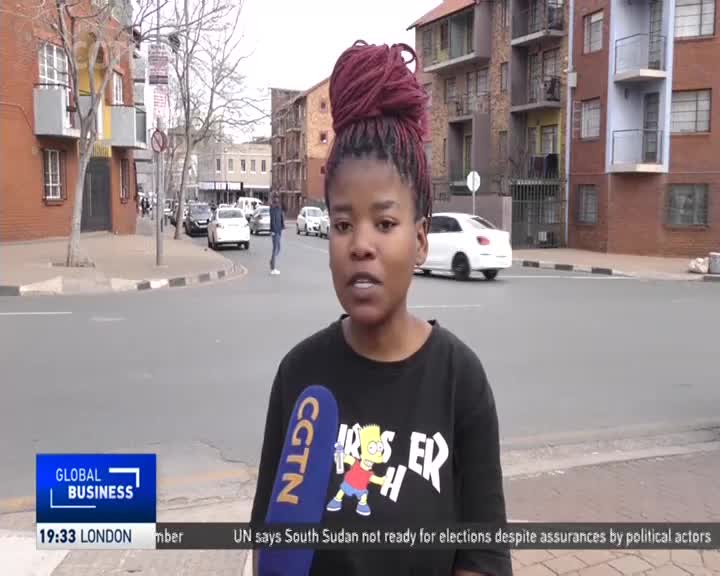 CGTN
GLOBAL
BUSINESS
19:33 LONDON
mber UN says South Sudan not ready for elections despite assurances by political actors